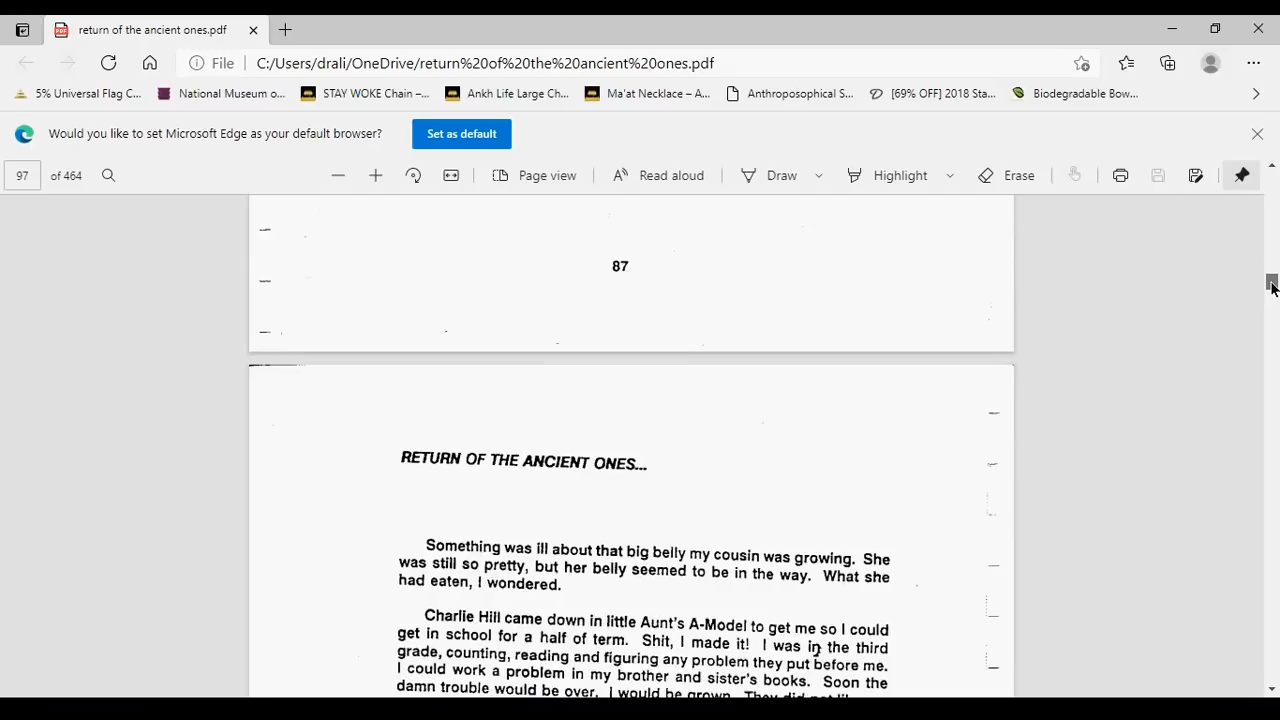 return of the ancient ones.pdf
File C:/Users/drali/OneDrive/return%20of%20the%20ancient%20ones.pdf
5% Universal Flag C... National Museum o... STAY WOKE Chain –... Ankh Life Large Ch... Ma'at Necklace – A... Anthroposophical S... [69% OFF] 2018 Sta... Biodegradable Bow...
Would you like to set Microsoft Edge as your default browser? Set as default
97 of 464 Page view Read aloud Draw Highlight Erase
87
RETURN OF THE ANCIENT ONES...
Something was ill about that big belly my cousin was growing. She
was still so pretty, but her belly seemed to be in the way. What she
had eaten, I wondered.
Charlie Hill came down in little Aunt's A-Model to get me so I could
get in school for a half of term. Shit, I made it! I was in the third
grade, counting, reading and figuring any problem they put before me.
I could work a problem in my brother and sister's books. Soon the
damn trouble would be over. I would be grown. They did not